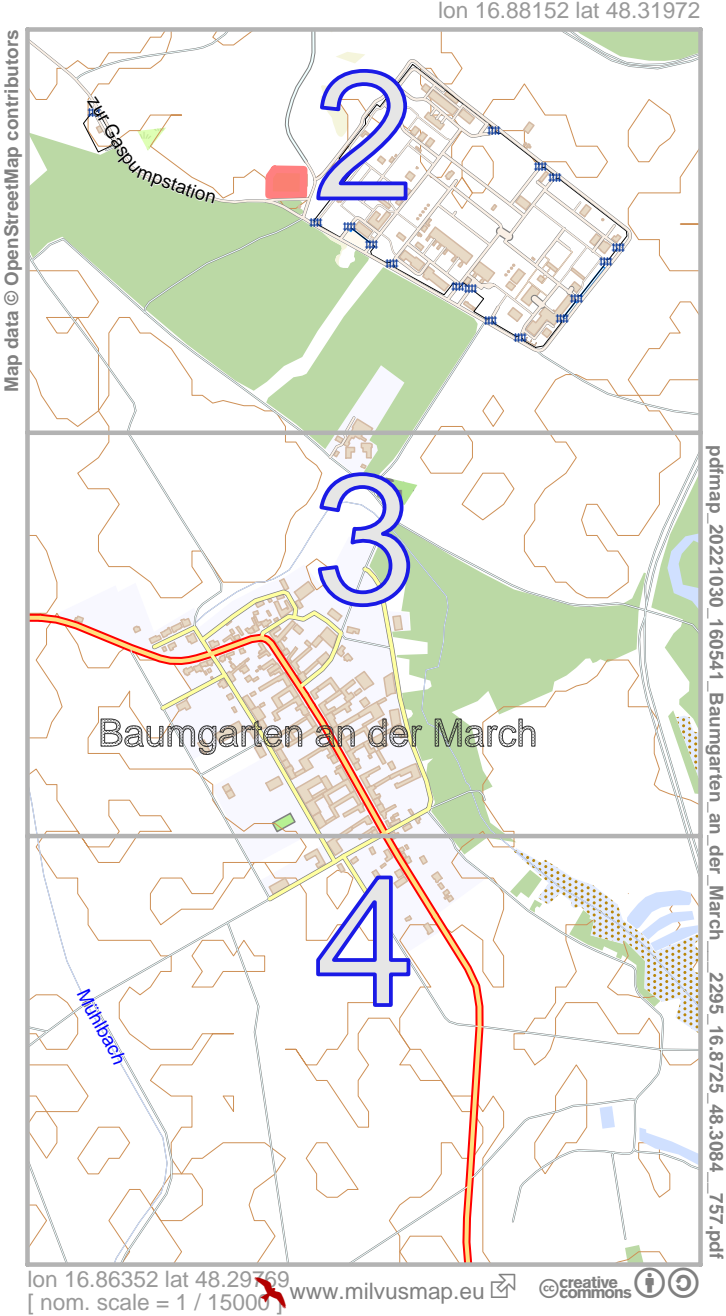 lon 16.88152 lat 48.31972
Map data © OpenStreetMap contributors
2
zur Gaspumpstation
3
pdfmap_20221030_160541_Baumgarten_an_der_March___2295_16.8725_48.3084__757.pdf
Baumgarten an der March
4
Mühlbach
lon 16.86352 lat 48.29769
[ nom. scale = 1 / 15000 ]
www.milvusmap.eu
cc creative commons